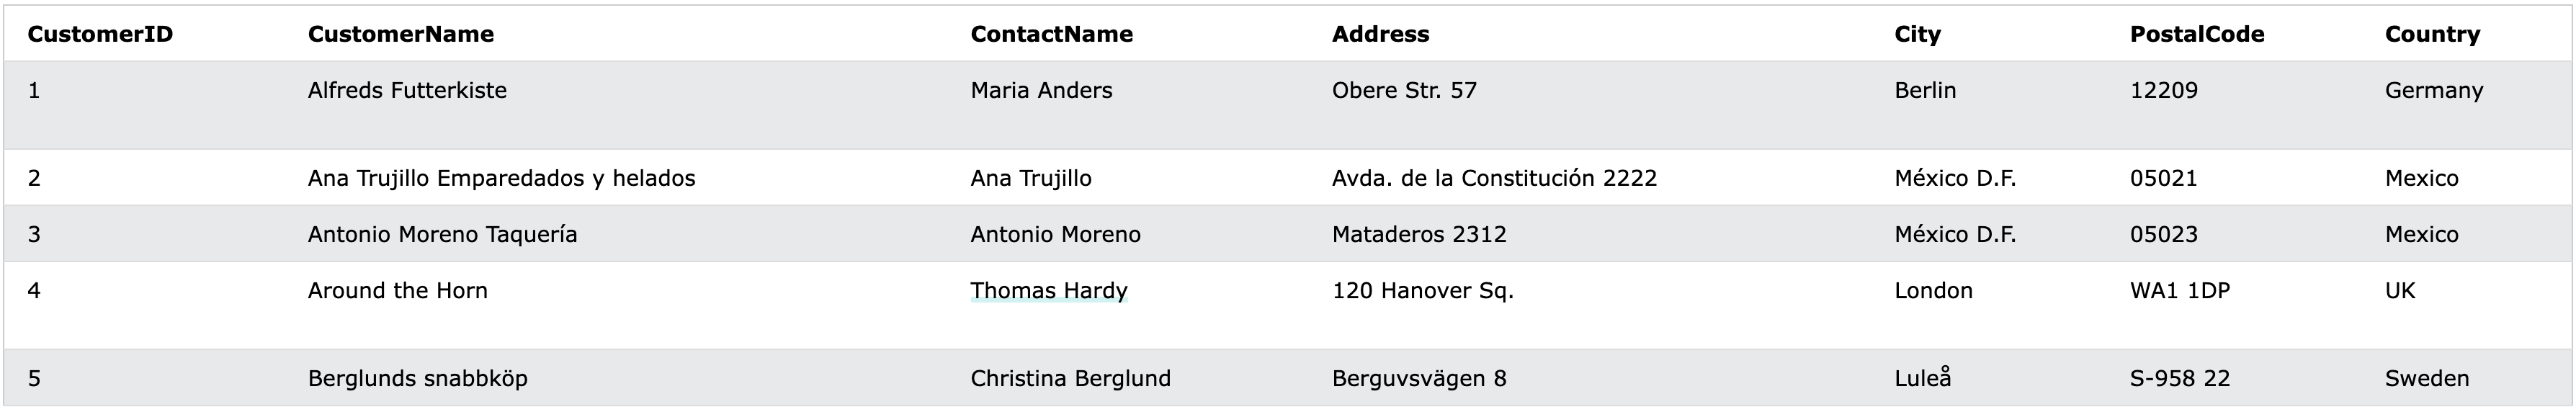 CustomerID CustomerName ContactName Address City PostalCode Country
1 Alfreds Futterkiste Maria Anders Obere Str. 57 Berlin 12209 Germany
2 Ana Trujillo Emparedados y helados Ana Trujillo Avda. de la Constitución 2222 México D.F. 05021 Mexico
3 Antonio Moreno Taquería Antonio Moreno Mataderos 2312 México D.F. 05023 Mexico
4 Around the Horn Thomas Hardy 120 Hanover Sq. London WA1 1DP UK
5 Berglunds snabbköp Christina Berglund Berguvsvägen 8 Luleå S-958 22 Sweden